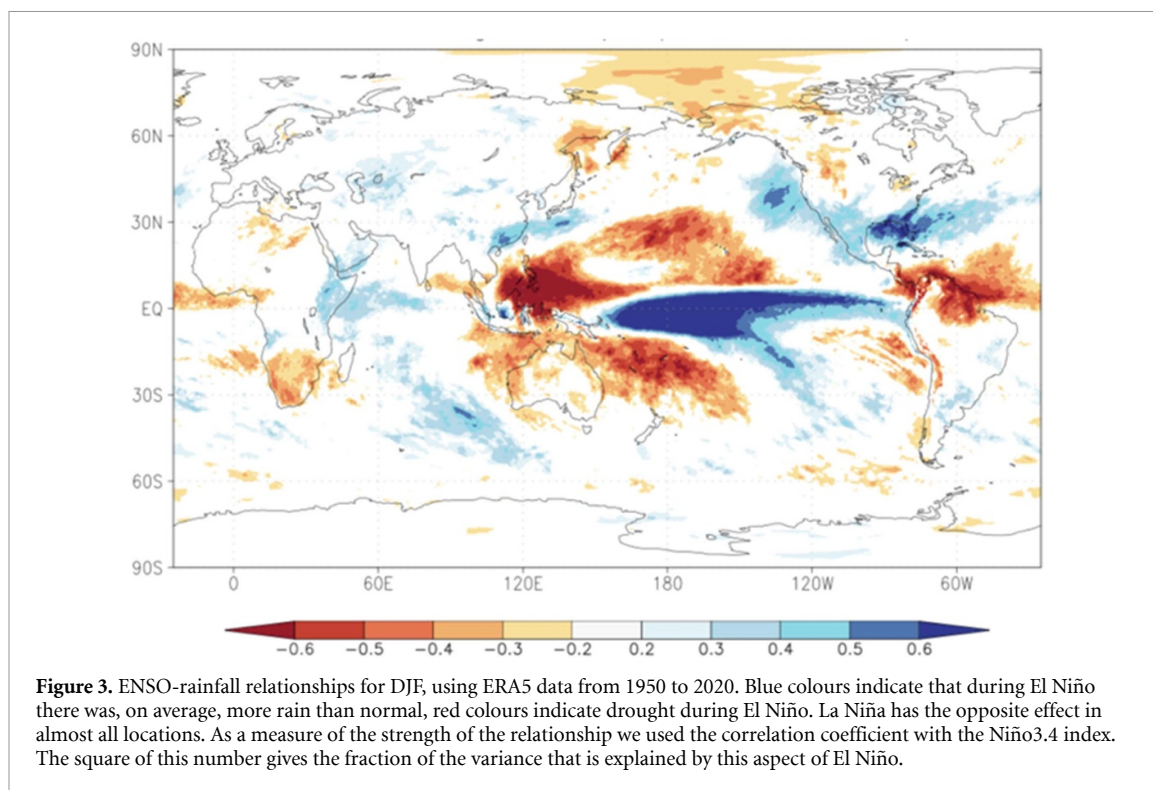 90N
60N
30N
EQ
30S
60S
90S
0 60E 120E 180 120W 60W
−0.6 −0.5 −0.4 −0.3 −0.2 0.2 0.3 0.4 0.5 0.6
Figure 3. ENSO-rainfall relationships for DJF, using ERA5 data from 1950 to 2020. Blue colours indicate that during El Niño
there was, on average, more rain than normal, red colours indicate drought during El Niño. La Niña has the opposite effect in
almost all locations. As a measure of the strength of the relationship we used the correlation coefficient with the Niño3.4 index.
The square of this number gives the fraction of the variance that is explained by this aspect of El Niño.